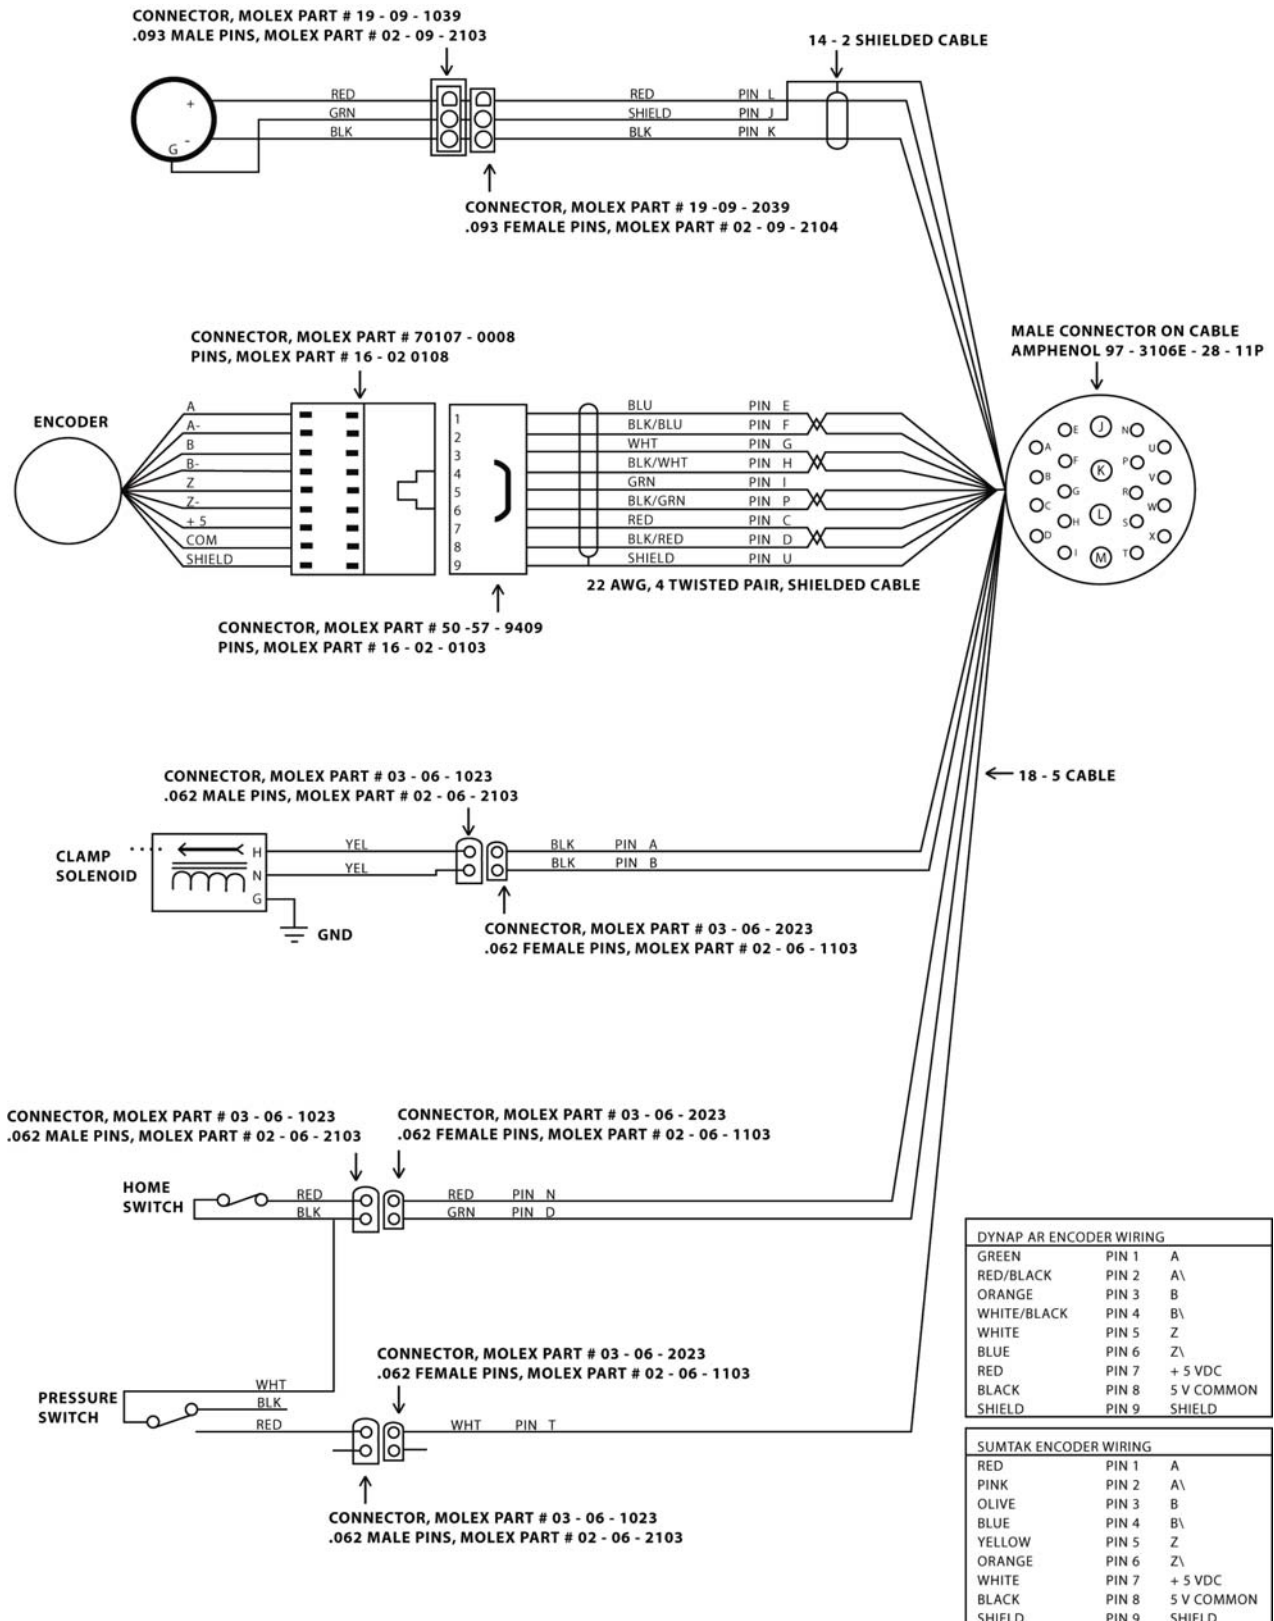 CONNECTOR, MOLEX PART # 19 - 09 - 1039
.093 MALE PINS, MOLEX PART # 02 - 09 - 2103
14 - 2 SHIELDED CABLE
+
-
G
RED
GRN
BLK
RED PIN L
SHIELD PIN J
BLK PIN K
CONNECTOR, MOLEX PART # 19 -09 - 2039
.093 FEMALE PINS, MOLEX PART # 02 - 09 - 2104
CONNECTOR, MOLEX PART # 70107 - 0008
PINS, MOLEX PART # 16 - 02 0108
MALE CONNECTOR ON CABLE
AMPHENOL 97 - 3106E - 28 - 11P
ENCODER
A
A-
B
B-
Z
Z-
+ 5
COM
SHIELD
1
2
3
4
5
6
7
8
9
BLU PIN E
BLK/BLU PIN F
WHT PIN G
BLK/WHT PIN H
GRN PIN I
BLK/GRN PIN P
RED PIN C
BLK/RED PIN D
SHIELD PIN U
22 AWG, 4 TWISTED PAIR, SHIELDED CABLE
A
B
C
D
E
F
G
H
I
J
K
L
M
N
P
R
S
T
U
V
W
X
CONNECTOR, MOLEX PART # 50 -57 - 9409
PINS, MOLEX PART # 16 - 02 - 0103
18 - 5 CABLE
CONNECTOR, MOLEX PART # 03 - 06 - 1023
.062 MALE PINS, MOLEX PART # 02 - 06 - 2103
CLAMP
SOLENOID
H
N
G
GND
YEL
YEL
BLK PIN A
BLK PIN B
CONNECTOR, MOLEX PART # 03 - 06 - 2023
.062 FEMALE PINS, MOLEX PART # 02 - 06 - 1103
CONNECTOR, MOLEX PART # 03 - 06 - 1023
.062 MALE PINS, MOLEX PART # 02 - 06 - 2103
CONNECTOR, MOLEX PART # 03 - 06 - 2023
.062 FEMALE PINS, MOLEX PART # 02 - 06 - 1103
HOME
SWITCH
RED
BLK
RED PIN N
GRN PIN D
CONNECTOR, MOLEX PART # 03 - 06 - 2023
.062 FEMALE PINS, MOLEX PART # 02 - 06 - 1103
PRESSURE
SWITCH
WHT
BLK
RED
WHT PIN T
CONNECTOR, MOLEX PART # 03 - 06 - 1023
.062 MALE PINS, MOLEX PART # 02 - 06 - 2103
DYNAP AR ENCODER WIRING
GREEN PIN 1 A
RED/BLACK PIN 2 A\
ORANGE PIN 3 B
WHITE/BLACK PIN 4 B\
WHITE PIN 5 Z
BLUE PIN 6 Z\
RED PIN 7 + 5 VDC
BLACK PIN 8 5 V COMMON
SHIELD PIN 9 SHIELD
SUMTAK ENCODER WIRING
RED PIN 1 A
PINK PIN 2 A\
OLIVE PIN 3 B
BLUE PIN 4 B\
YELLOW PIN 5 Z
ORANGE PIN 6 Z\
WHITE PIN 7 + 5 VDC
BLACK PIN 8 5 V COMMON
SHIELD PIN 9 SHIELD